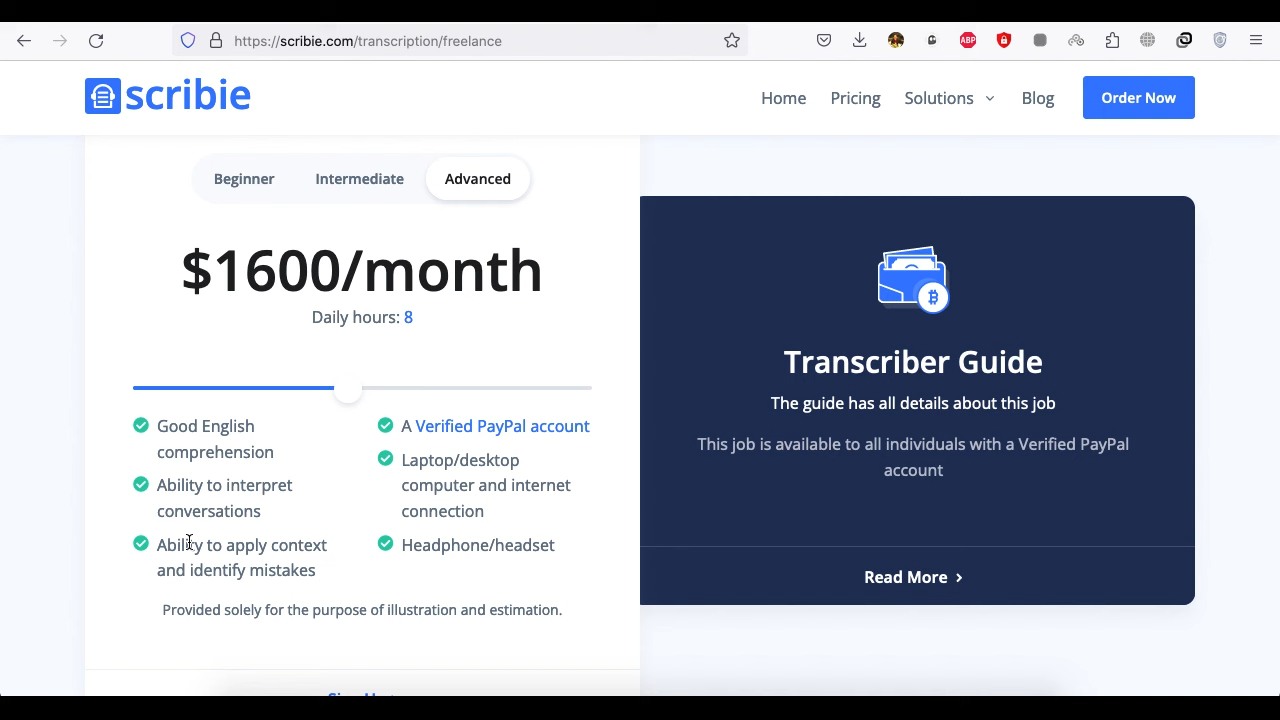 https://scribie.com/transcription/freelance
ABP
scribie
Home
Pricing
Solutions
Blog
Order Now
Beginner
Intermediate
Advanced
$1600/month
Daily hours: 8
Good English
comprehension
Ability to interpret
conversations
Ability to apply context
and identify mistakes
A Verified PayPal account
Laptop/desktop
computer and internet
connection
Headphone/headset
Provided solely for the purpose of illustration and estimation.
Transcriber Guide
The guide has all details about this job
This job is available to all individuals with a Verified PayPal
account
Read More